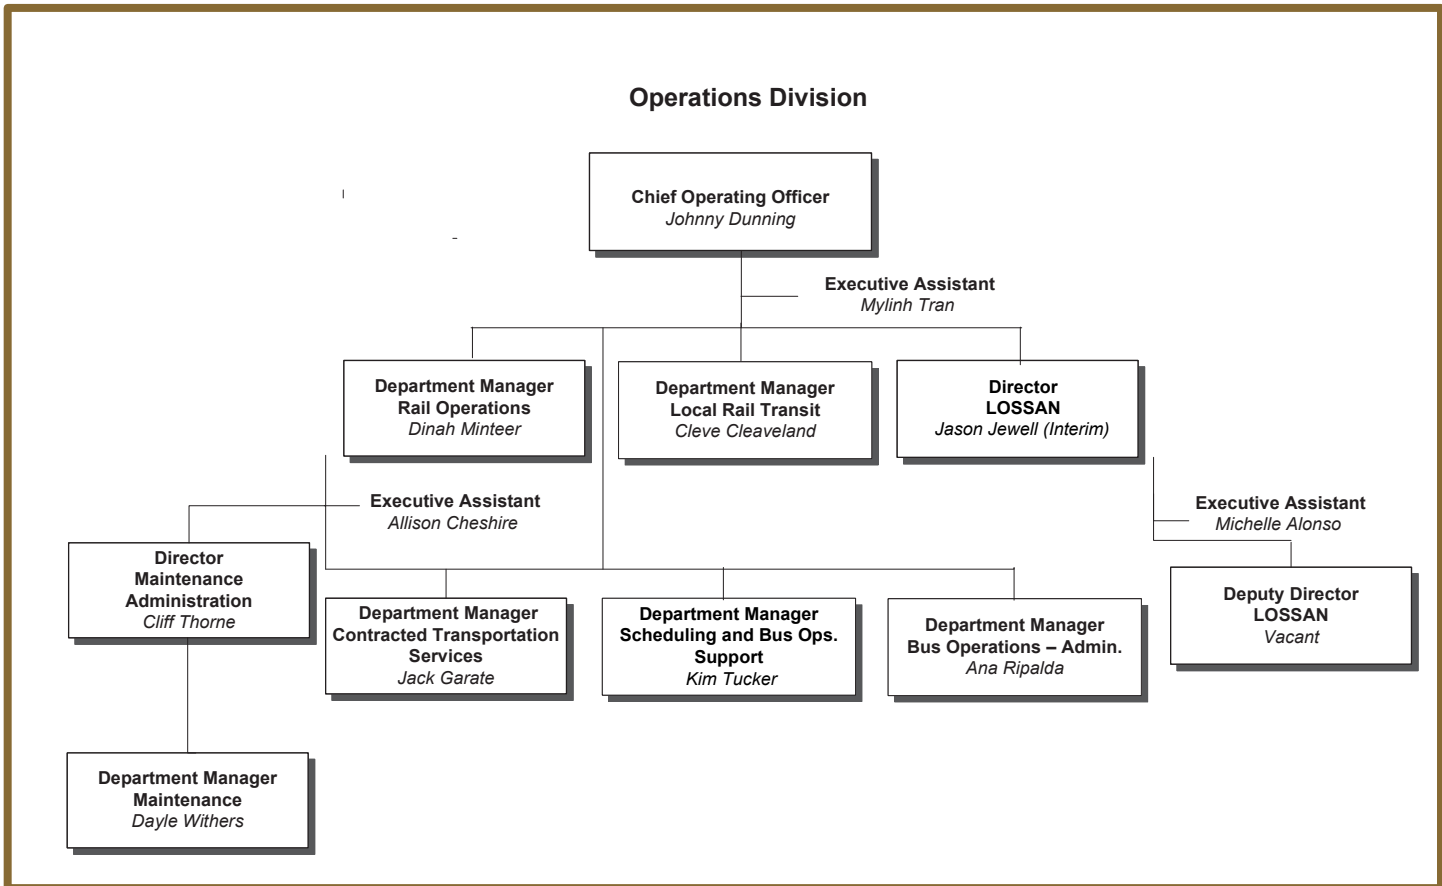 Operations Division
Chief Operating Officer
Johnny Dunning
Executive Assistant
Mylinh Tran
Department Manager
Rail Operations
Dinah Minteer
Department Manager
Local Rail Transit
Cleve Cleaveland
Director
LOSSAN
Jason Jewell (Interim)
Executive Assistant
Allison Cheshire
Executive Assistant
Michelle Alonso
Director
Maintenance
Administration
Cliff Thorne
Department Manager
Contracted Transportation
Services
Jack Garate
Department Manager
Scheduling and Bus Ops.
Support
Kim Tucker
Department Manager
Bus Operations – Admin.
Ana Ripalda
Deputy Director
LOSSAN
Vacant
Department Manager
Maintenance
Dayle Withers